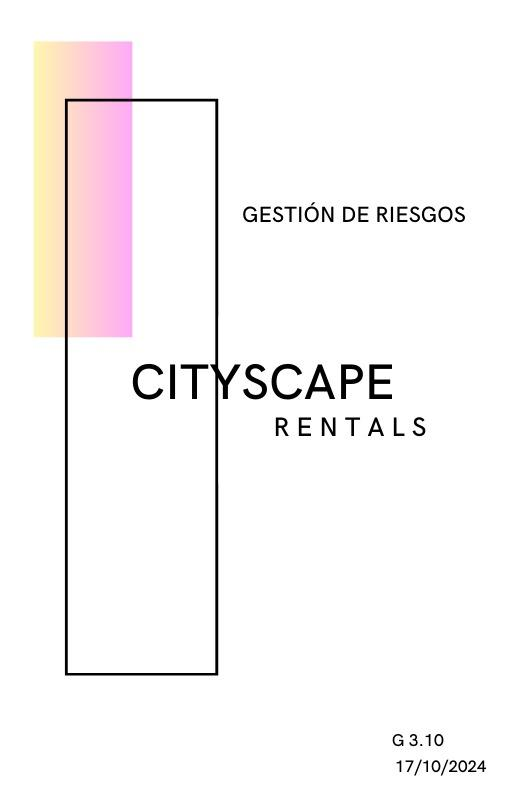 GESTIÓN DE RIESGOS
CITYSCAPE
RENTALS
G 3.10
17/10/2024